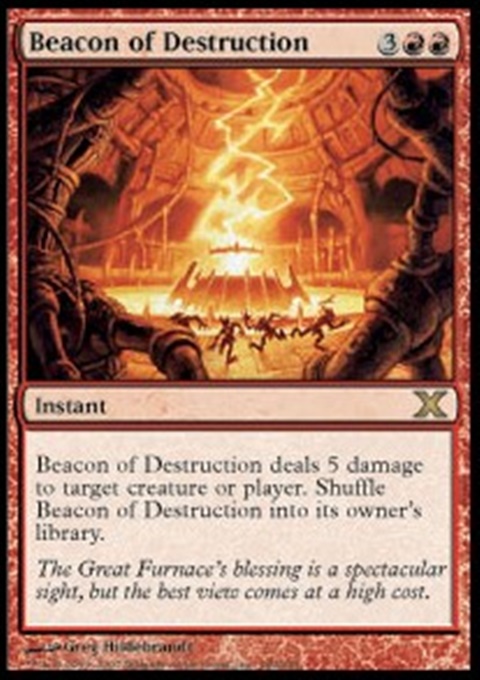 Beacon of Destruction 3
Instant
Beacon of Destruction deals 5 damage
to target creature or player. Shuffle
Beacon of Destruction into its owner's
library.
The Great Furnace's blessing is a spectacular
sight, but the best view comes at a high cost.
Greg Hildebrandt